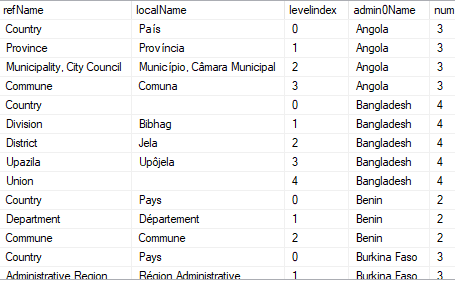 refName localName levelindex admin0Name num
Country País 0 Angola 3
Province Província 1 Angola 3
Municipality, City Council Município, Câmara Municipal 2 Angola 3
Commune Comuna 3 Angola 3
Country 0 Bangladesh 4
Division Bibhag 1 Bangladesh 4
District Jela 2 Bangladesh 4
Upazila Upôjela 3 Bangladesh 4
Union 4 Bangladesh 4
Country Pays 0 Benin 2
Department Département 1 Benin 2
Commune Commune 2 Benin 2
Country Pays 0 Burkina Faso 3
Administrative Region Région Administrative 1 Burkina Faso 3